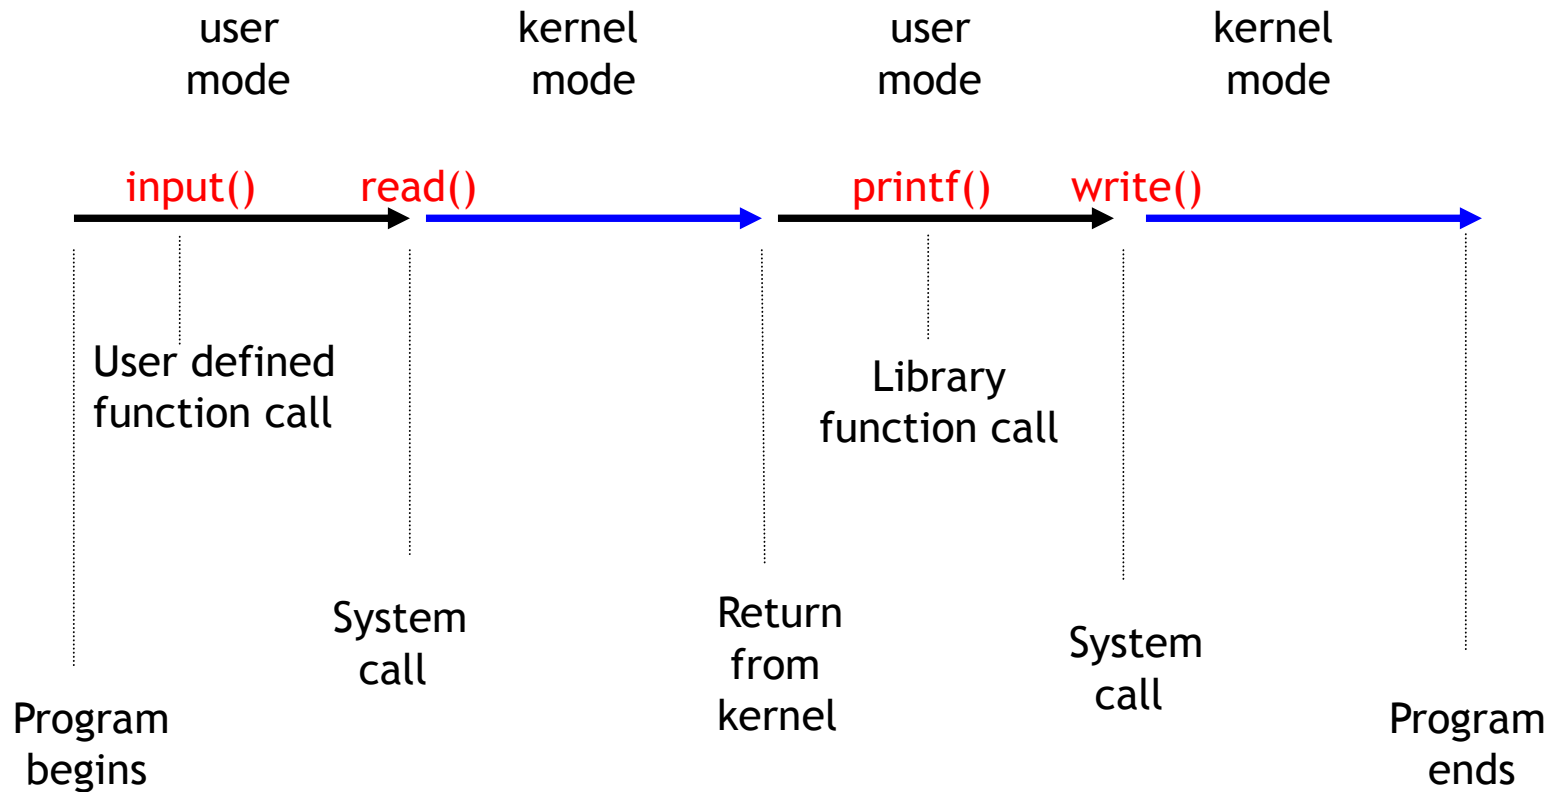 user
mode
kernel
mode
user
mode
kernel
mode
input()
read()
printf()
write()
User defined
function call
Library
function call
System
call
Return
from
kernel
System
call
Program
begins
Program
ends